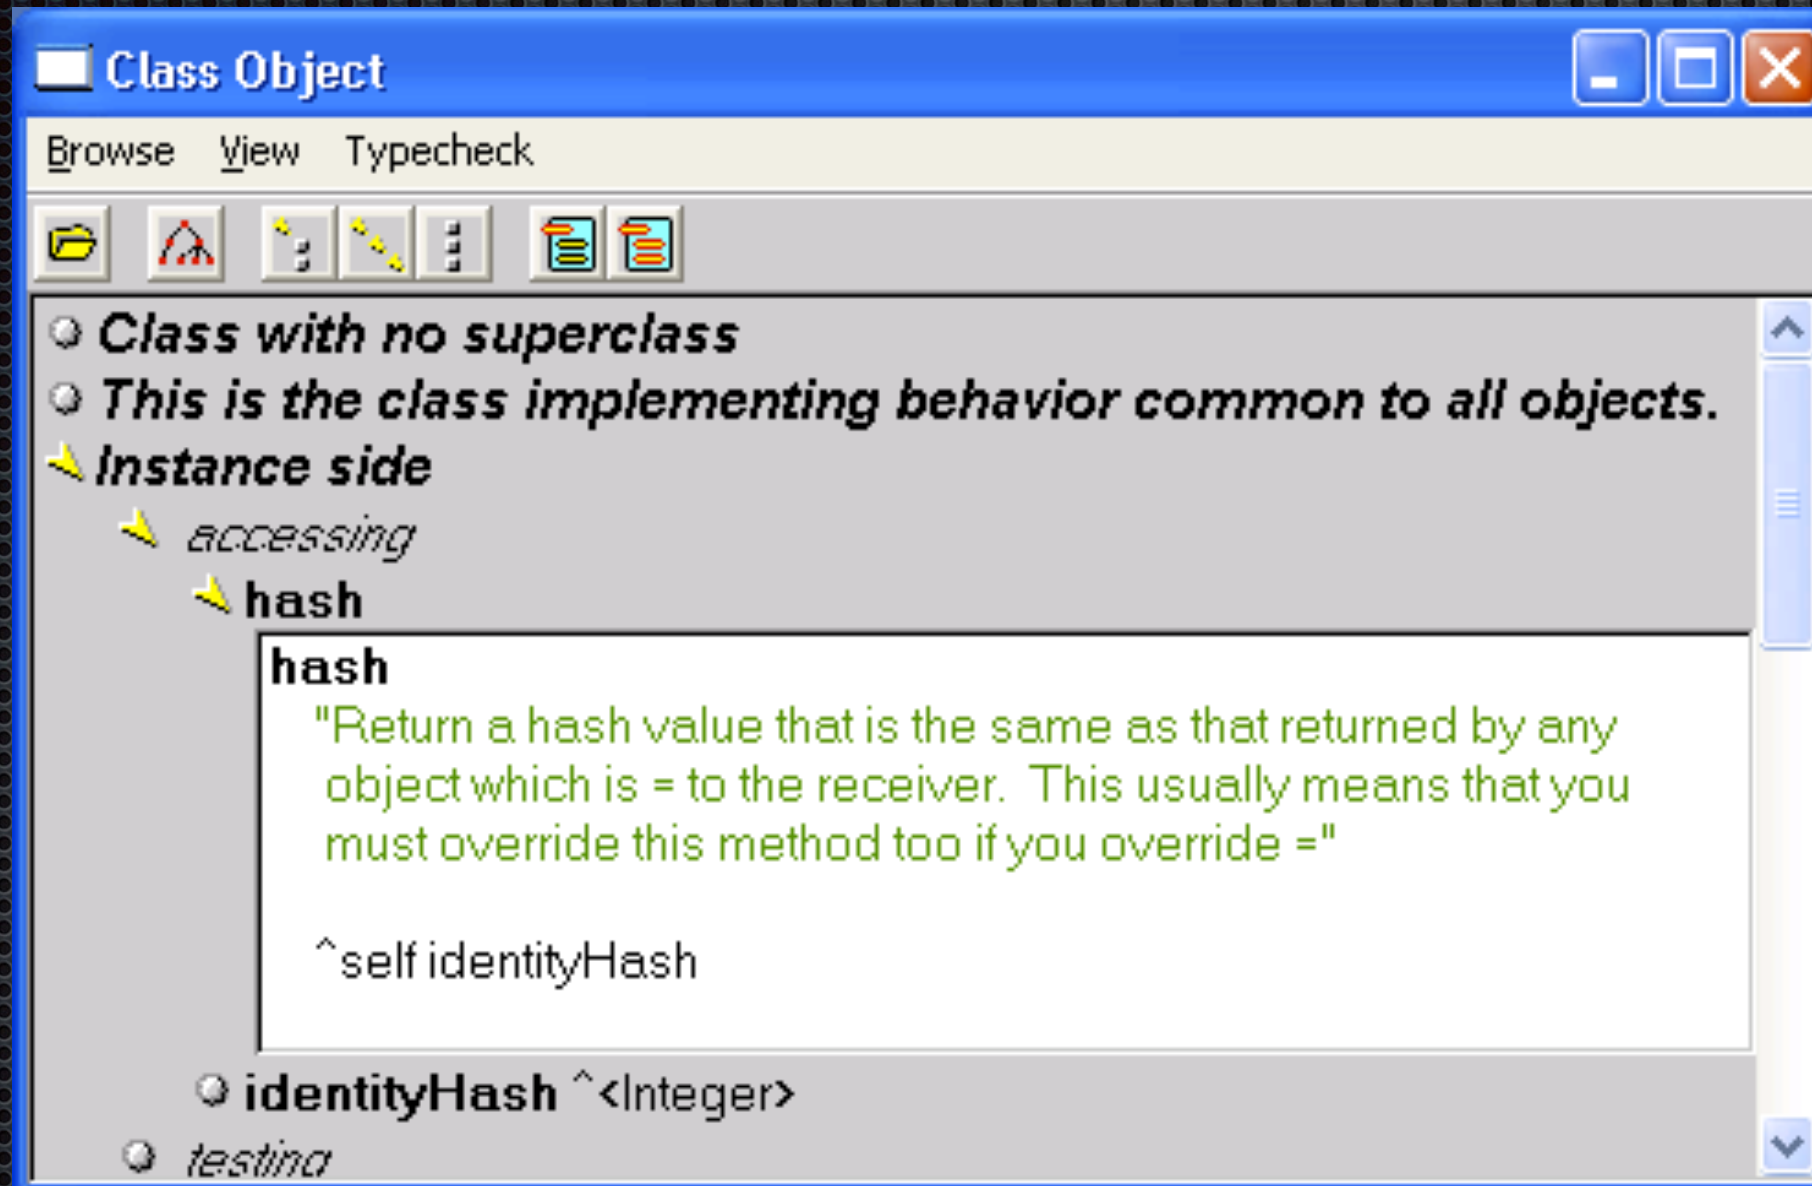 Class Object
Browse View Typecheck
Class with no superclass
This is the class implementing behavior common to all objects.
Instance side
accessing
hash
hash
"Return a hash value that is the same as that returned by any
object which is = to the receiver. This usually means that you
must override this method too if you override ="
^self identityHash
identityHash ^<Integer>
testing